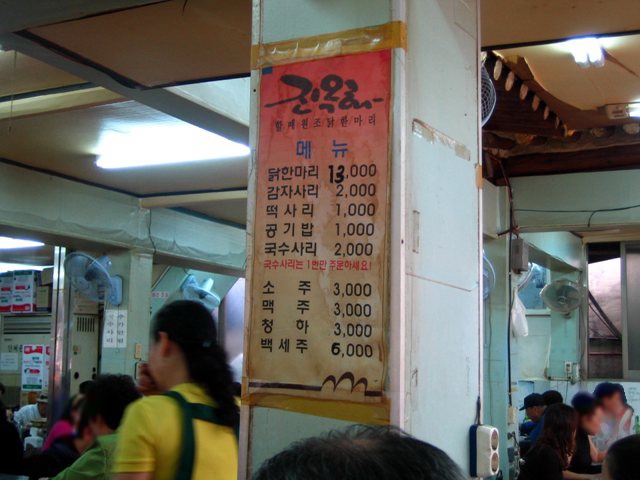 진옥화
할매원조닭한마리
메 뉴
닭한마리 13,000
감자사리 2,000
떡사리 1,000
공기밥 1,000
국수사리 2,000
국수사리는 1번만 주문하세요!
소 주 3,000
맥 주 3,000
청 하 3,000
백세주 6,000